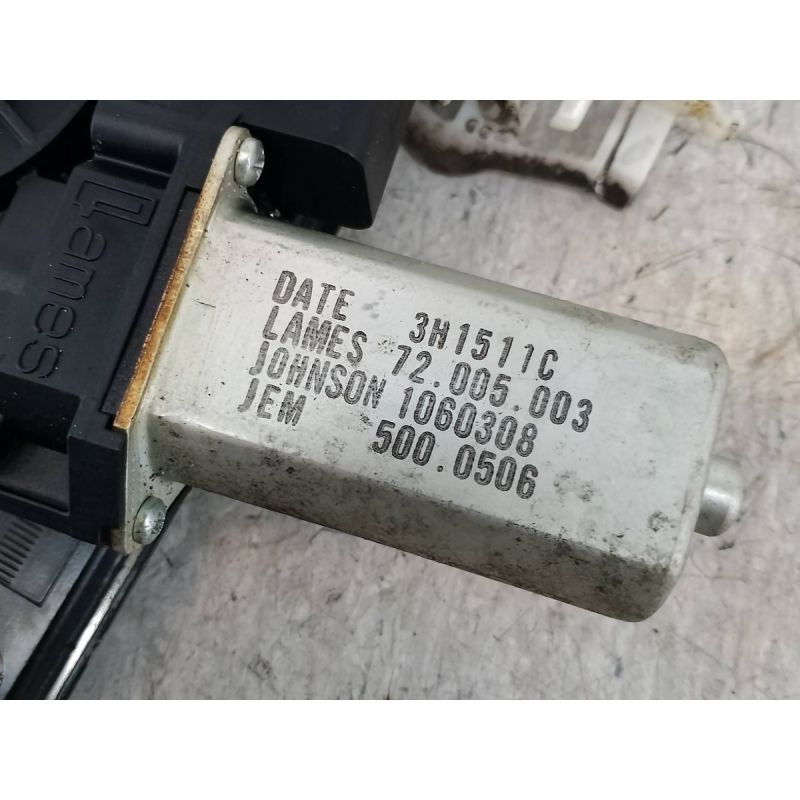 Lames
DATE 3H1511C
LAMES 72.005.003
JOHNSON 1060308
JEM 500.0506